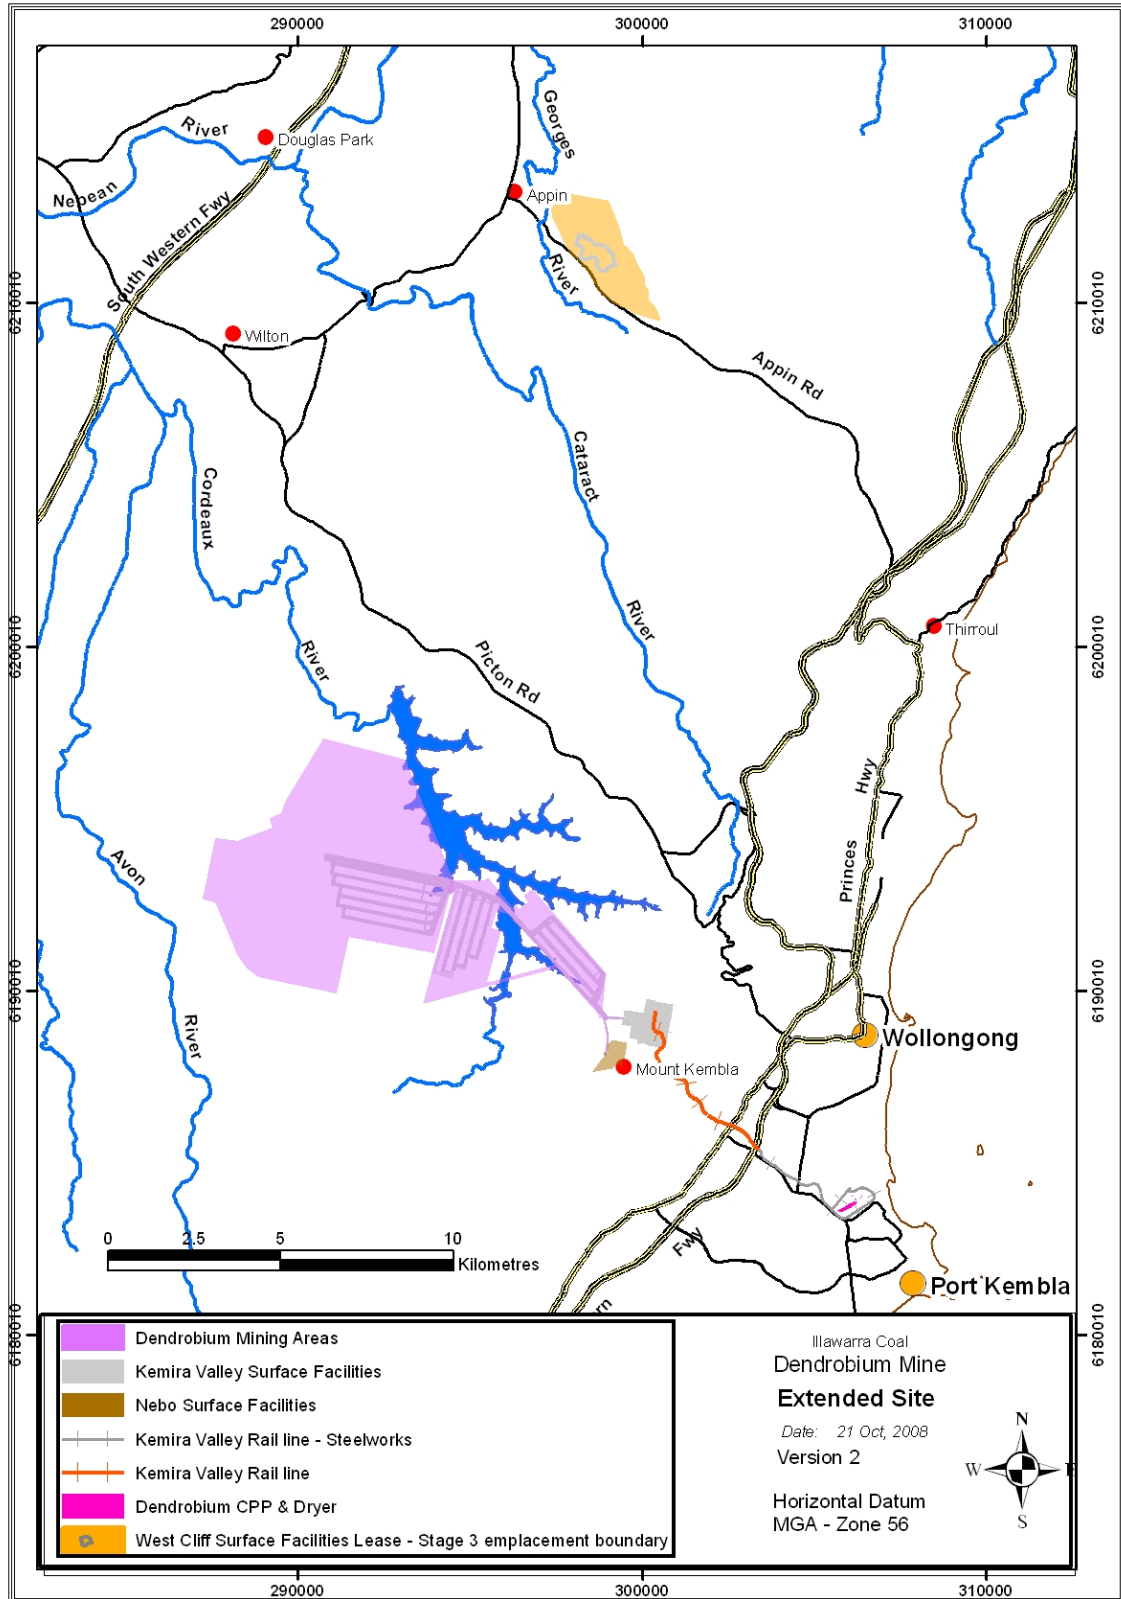 290000
300000
310000
Georges
River
Douglas Park
Nepean
Appin
South Western Fwy
River
6210010
6210010
Wilton
Appin Rd
Cataract
Cordeaux
River
6200010
6200010
Thirroul
River
Picton Rd
Hwy
Princes
Avon
6190010
6190010
River
Wollongong
Mount Kembla
Fwy
0
2.5
5
10
Kilometres
Port Kembla
rn
6180010
6180010
Dendrobium Mining Areas
Kemira Valley Surface Facilities
Nebo Surface Facilities
Kemira Valley Rail line - Steelworks
Kemira Valley Rail line
Dendrobium CPP & Dryer
West Cliff Surface Facilities Lease - Stage 3 emplacement boundary
Illawarra Coal
Dendrobium Mine
Extended Site
Date: 21 Oct, 2008
Version 2
Horizontal Datum
MGA - Zone 56
N
W
E
S
290000
300000
310000